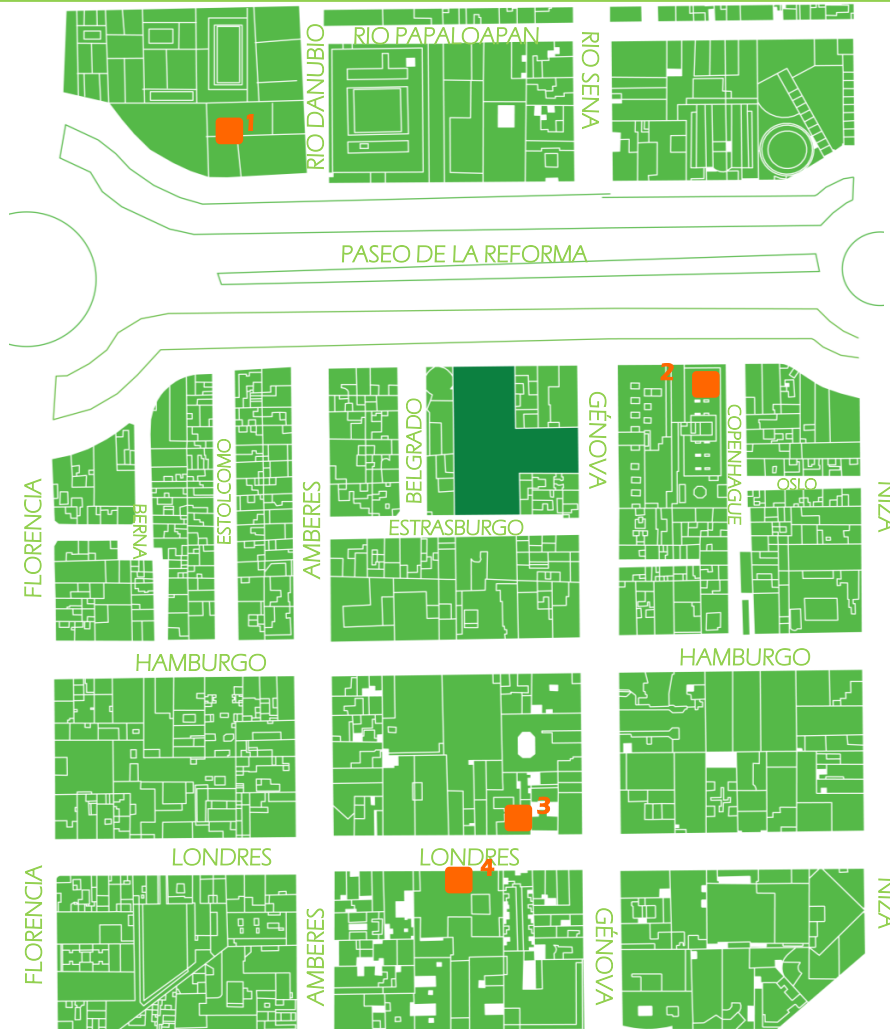 RIO PAPALOAPAN
RIO DANUBIO
RIO SENA
1
PASEO DE LA REFORMA
2
BELGRADO
GÉNOVA
COPENHAGUE
ESTOLCOMO
OSLO
FLORENCIA
BERNA
AMBERES
NIZA
ESTRASBURGO
HAMBURGO
HAMBURGO
3
LONDRES
LONDRES
4
FLORENCIA
AMBERES
GÉNOVA
NIZA